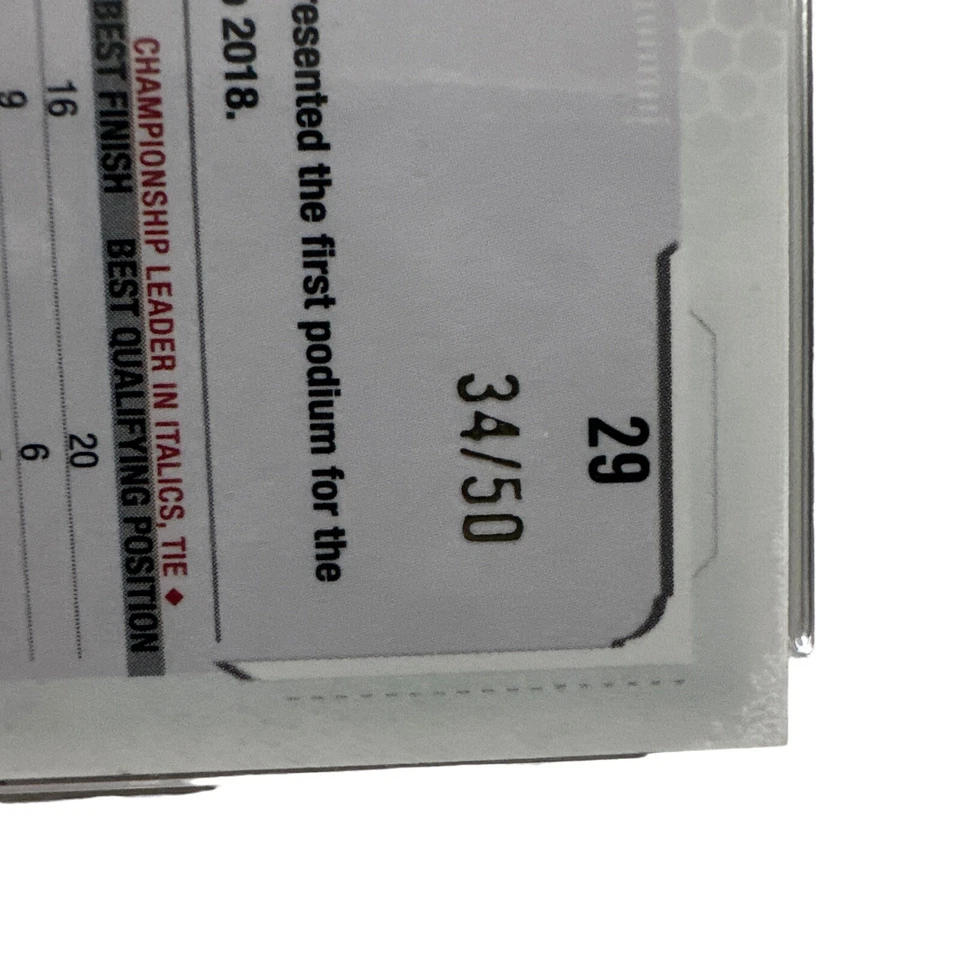 29
34/50
the first podium for the
2018.
CHAMPIONSHIP LEADER IN ITALICS, TIE ♦
BEST FINISH BEST QUALIFYING POSITION
16 20
9 6